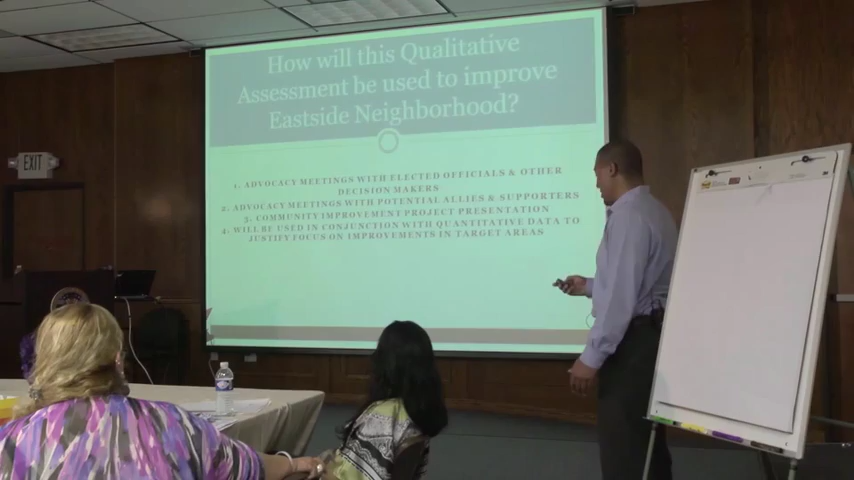 How will this Qualitative
Assessment be used to improve
Eastside Neighborhood?
1. ADVOCACY MEETINGS WITH ELECTED OFFICIALS & OTHER
DECISION MAKERS
2. ADVOCACY MEETINGS WITH POTENTIAL ALLIES & SUPPORTERS
3. COMMUNITY IMPROVEMENT PROJECT PRESENTATION
4. WILL BE USED IN CONJUNCTION WITH QUANTITATIVE DATA TO
JUSTIFY FOCUS ON IMPROVEMENTS IN TARGET AREAS
EXIT